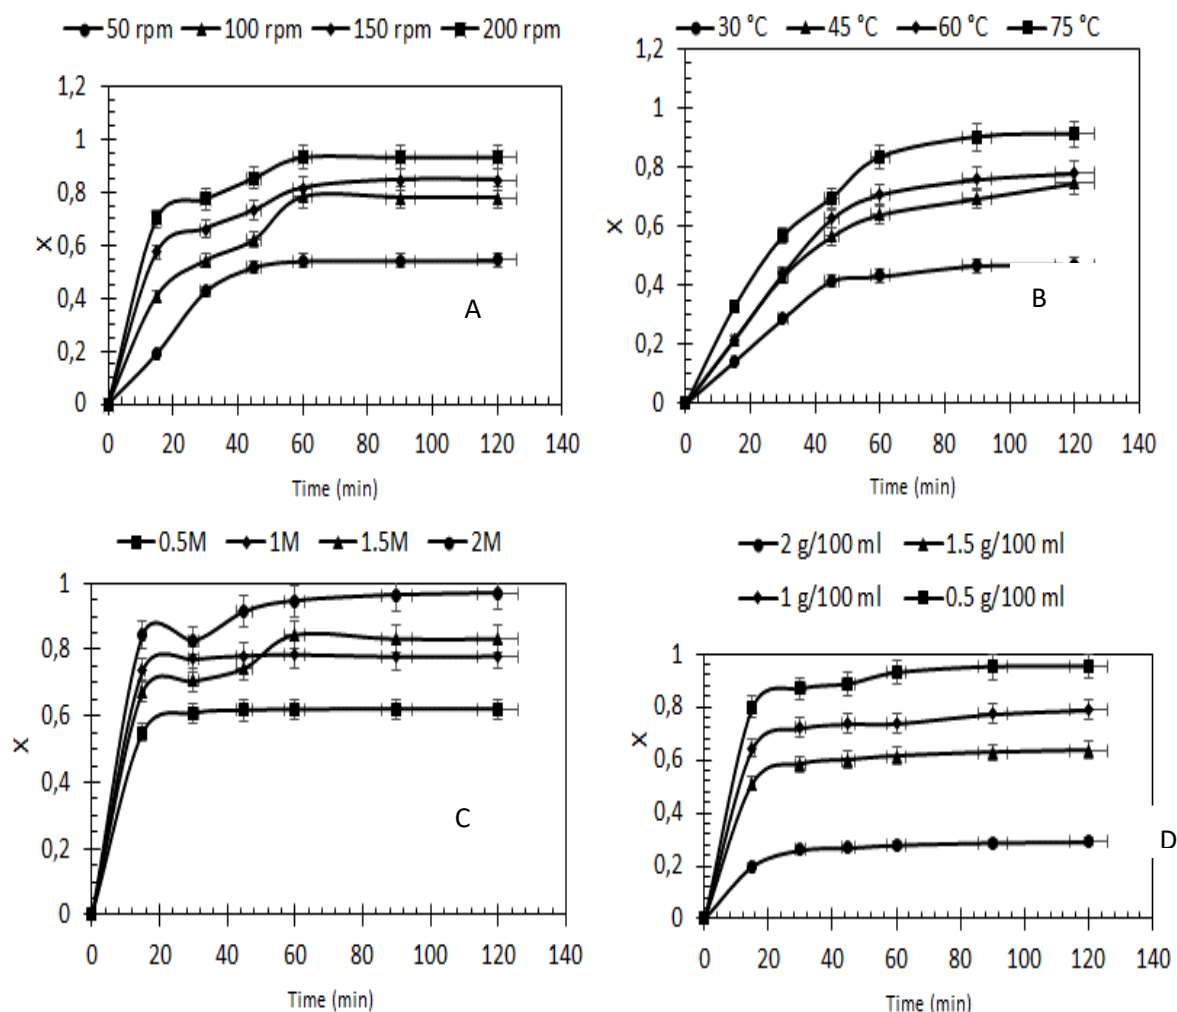 50 rpm 100 rpm 150 rpm 200 rpm
1,2
1
0,8
0,6
0,4
0,2
0
X
A
0 20 40 60 80 100 120 140
Time (min)
30 °C 45 °C 60 °C 75 °C
1,2
1
0,8
0,6
0,4
0,2
0
X
B
0 20 40 60 80 100 120 140
Time (min)
0.5M 1M 1.5M 2M
1
0,8
0,6
0,4
0,2
0
X
C
0 20 40 60 80 100 120 140
Time (min)
2 g/100 ml 1.5 g/100 ml
1 g/100 ml 0.5 g/100 ml
1
0,8
0,6
0,4
0,2
0
X
D
0 20 40 60 80 100 120 140
Time (min)